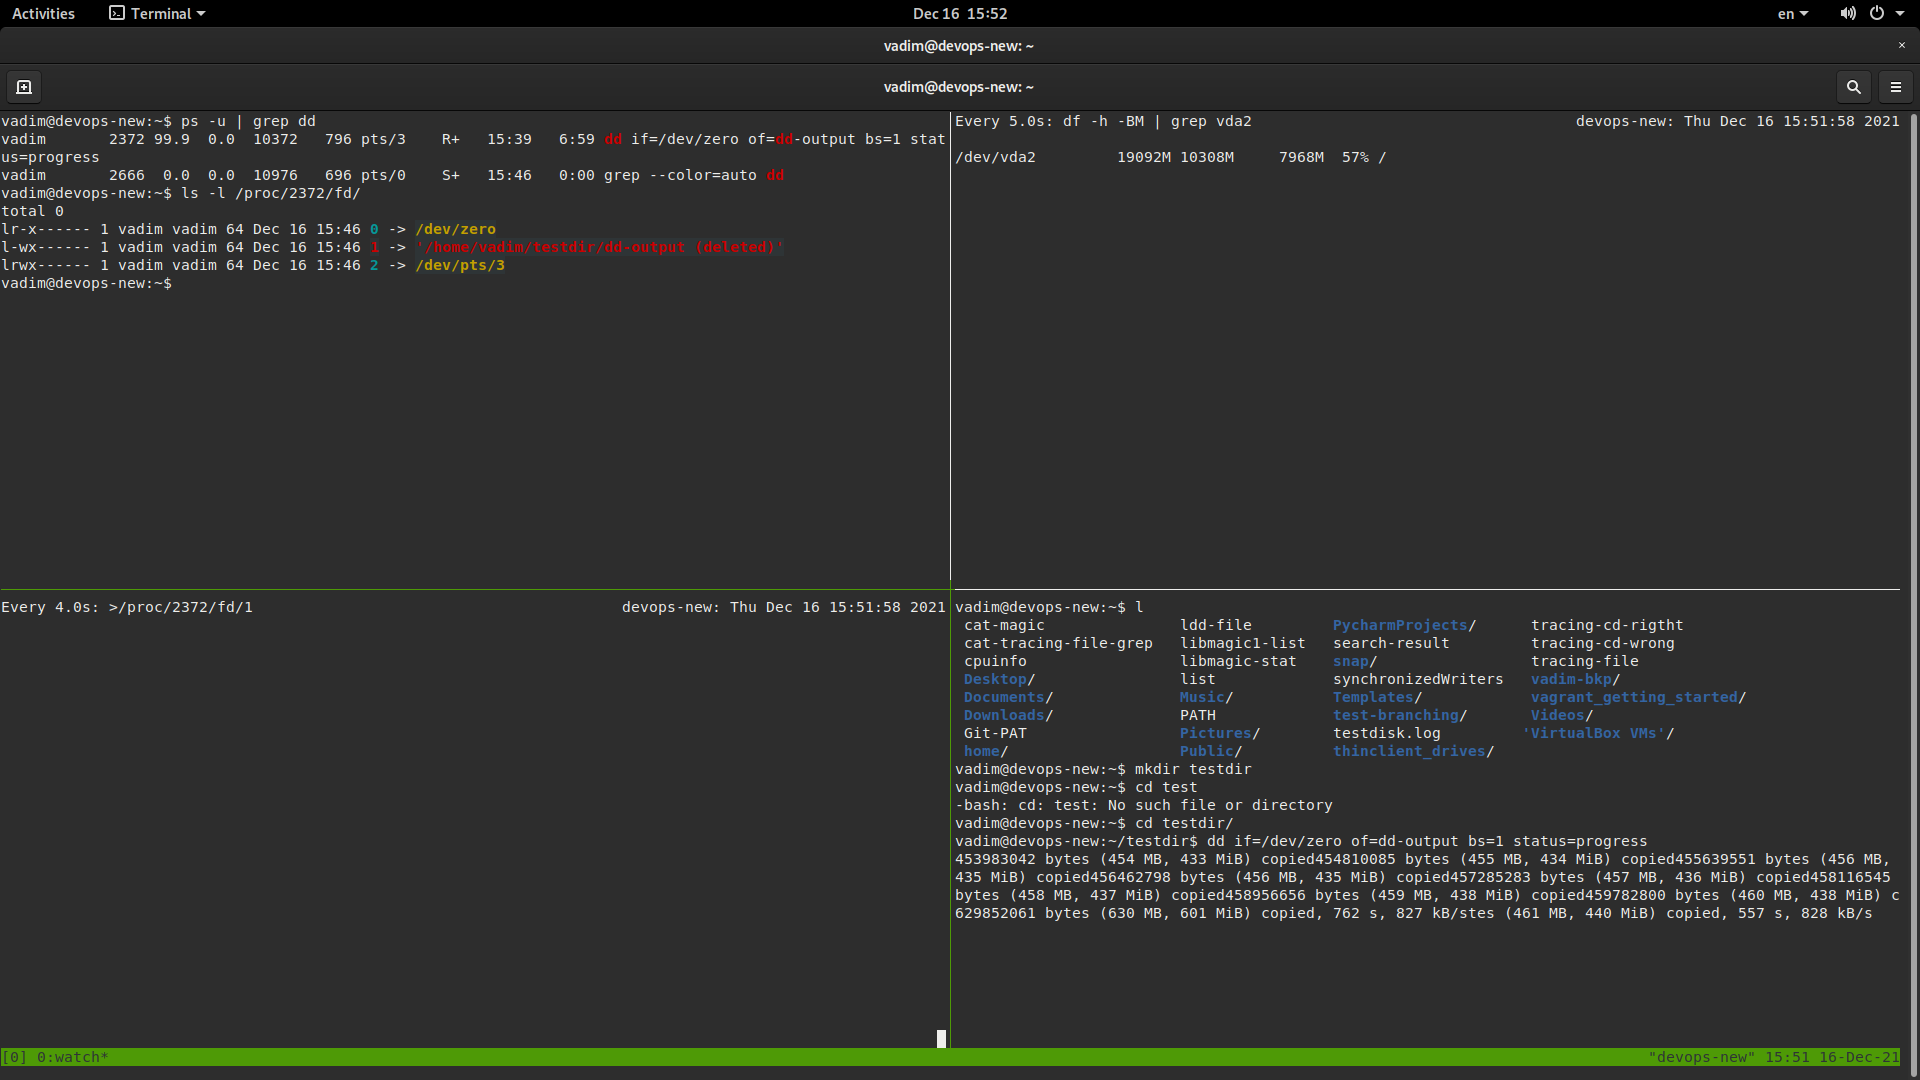 Activities Terminal Dec 16 15:52 en
vadim@devops-new: ~ ×
vadim@devops-new: ~
vadim@devops-new:~$ ps -u | grep dd
vadim       2372 99.9  0.0  10372   796 pts/3    R+   15:39   6:59 dd if=/dev/zero of=dd-output bs=1 stat
us=progress
vadim       2666  0.0  0.0  10976   696 pts/0    S+   15:46   0:00 grep --color=auto dd
vadim@devops-new:~$ ls -l /proc/2372/fd/
total 0
lr-x------ 1 vadim vadim 64 Dec 16 15:46 0 -> /dev/zero
l-wx------ 1 vadim vadim 64 Dec 16 15:46 1 -> '/home/vadim/testdir/dd-output (deleted)'
lrwx------ 1 vadim vadim 64 Dec 16 15:46 2 -> /dev/pts/3
vadim@devops-new:~$
Every 5.0s: df -h -BM | grep vda2 devops-new: Thu Dec 16 15:51:58 2021
/dev/vda2         19092M 10308M     7968M  57% /
Every 4.0s: >/proc/2372/fd/1 devops-new: Thu Dec 16 15:51:58 2021
vadim@devops-new:~$ l
cat-magic ldd-file PycharmProjects/ tracing-cd-rigtht
cat-tracing-file-grep libmagic1-list search-result tracing-cd-wrong
cpuinfo libmagic-stat snap/ tracing-file
Desktop/ list synchronizedWriters vadim-bkp/
Documents/ Music/ Templates/ vagrant_getting_started/
Downloads/ PATH test-branching/ Videos/
Git-PAT Pictures/ testdisk.log 'VirtualBox VMs'/
home/ Public/ thinclient_drives/
vadim@devops-new:~$ mkdir testdir
vadim@devops-new:~$ cd test
-bash: cd: test: No such file or directory
vadim@devops-new:~$ cd testdir/
vadim@devops-new:~/testdir$ dd if=/dev/zero of=dd-output bs=1 status=progress
453983042 bytes (454 MB, 433 MiB) copied454810085 bytes (455 MB, 434 MiB) copied455639551 bytes (456 MB,
435 MiB) copied456462798 bytes (456 MB, 435 MiB) copied457285283 bytes (457 MB, 436 MiB) copied458116545
bytes (458 MB, 437 MiB) copied458956656 bytes (459 MB, 438 MiB) copied459782800 bytes (460 MB, 438 MiB) c
629852061 bytes (630 MB, 601 MiB) copied, 762 s, 827 kB/stes (461 MB, 440 MiB) copied, 557 s, 828 kB/s
[0] 0:watch* "devops-new" 15:51 16-Dec-21